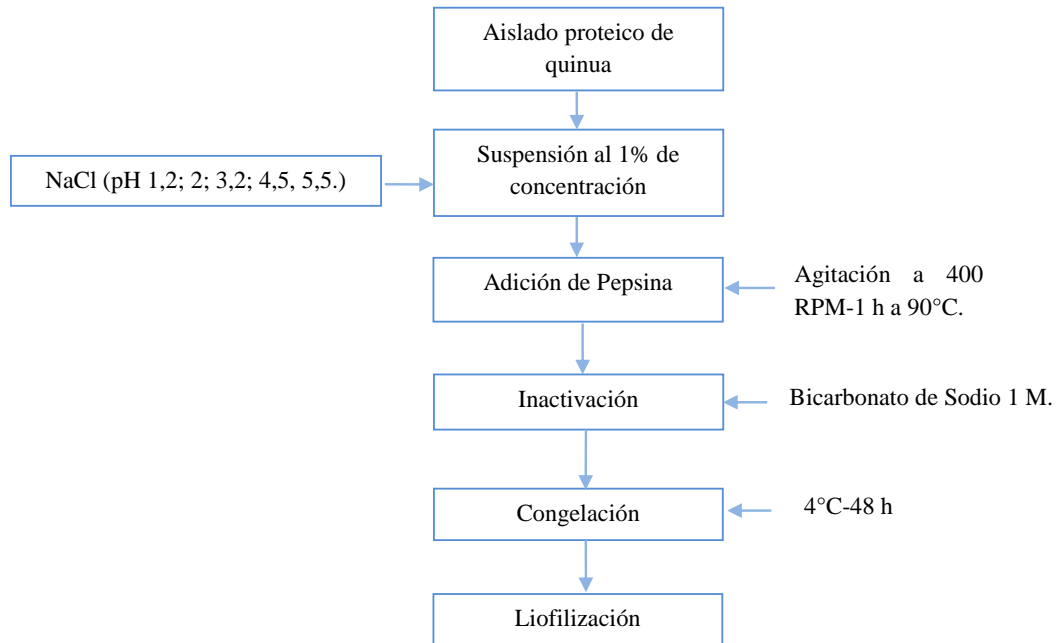 Aislado proteico de
quinua
Suspensión al 1% de
concentración
NaCl (pH 1,2; 2; 3,2; 4,5, 5,5.)
Adición de Pepsina
Agitación a 400
RPM-1 h a 90°C.
Inactivación
Bicarbonato de Sodio 1 M.
Congelación
4°C-48 h
Liofilización